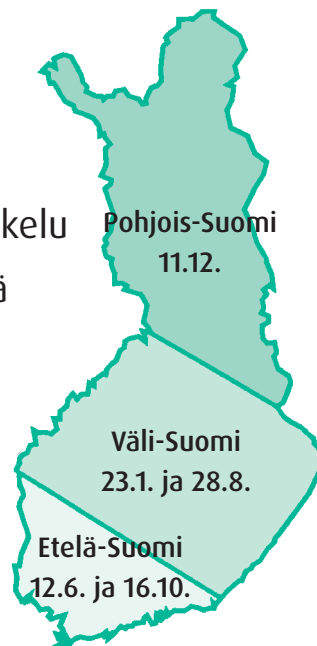 kelu
ä
Pohjois-Suomi
11.12.
Väli-Suomi
23.1. ja 28.8.
Etelä-Suomi
12.6. ja 16.10.